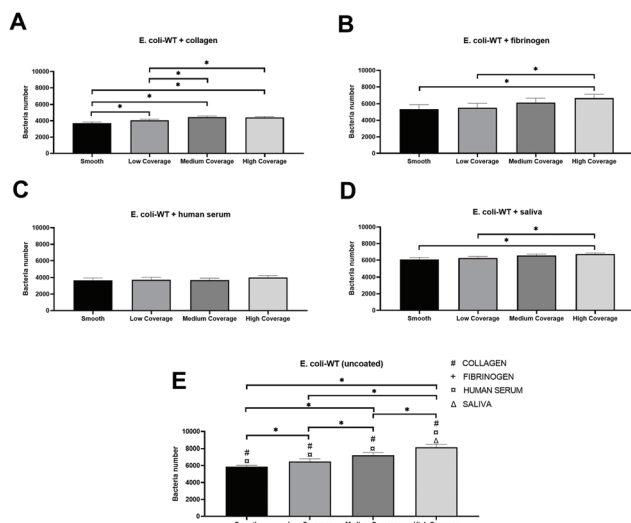 A
E. coli-WT + collagen
Bacteria number
10000
8000
6000
4000
2000
0
*
*
*
*
*
Smooth
Low Coverage
Medium Coverage
High Coverage
B
E. coli-WT + fibrinogen
Bacteria number
10000
8000
6000
4000
2000
0
*
*
Smooth
Low Coverage
Medium Coverage
High Coverage
C
E. coli-WT + human serum
Bacteria number
10000
8000
6000
4000
2000
0
Smooth
Low Coverage
Medium Coverage
High Coverage
D
E. coli-WT + saliva
Bacteria number
10000
8000
6000
4000
2000
0
*
*
Smooth
Low Coverage
Medium Coverage
High Coverage
E
E. coli-WT (uncoated)
# COLLAGEN
+ FIBRINOGEN
¤ HUMAN SERUM
Δ SALIVA
Bacteria number
10000
8000
6000
4000
2000
0
*
*
*
*
*
*
#
¤
#
¤
#
¤
#
¤
Δ